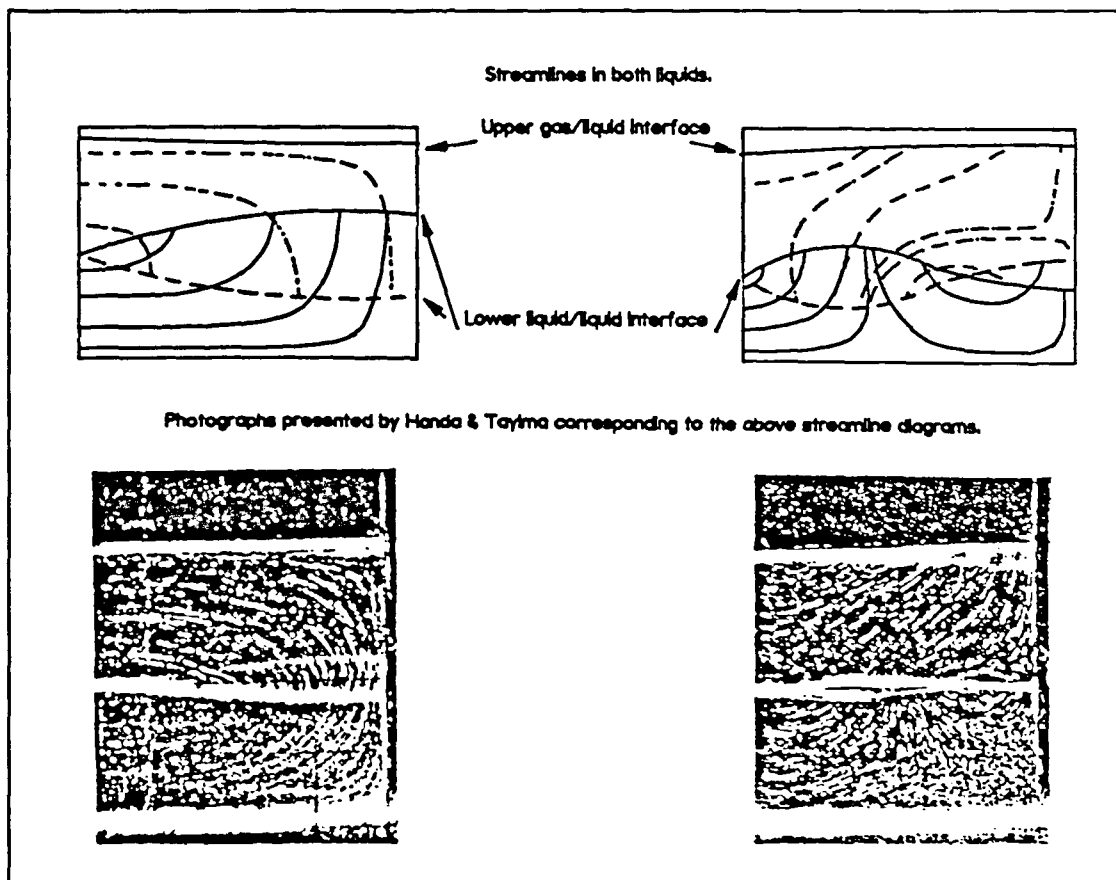 Streamlines in both liquids.
Upper gas/liquid interface
Lower liquid/liquid interface
Photographs presented by Handa & Tayima corresponding to the above streamline diagrams.